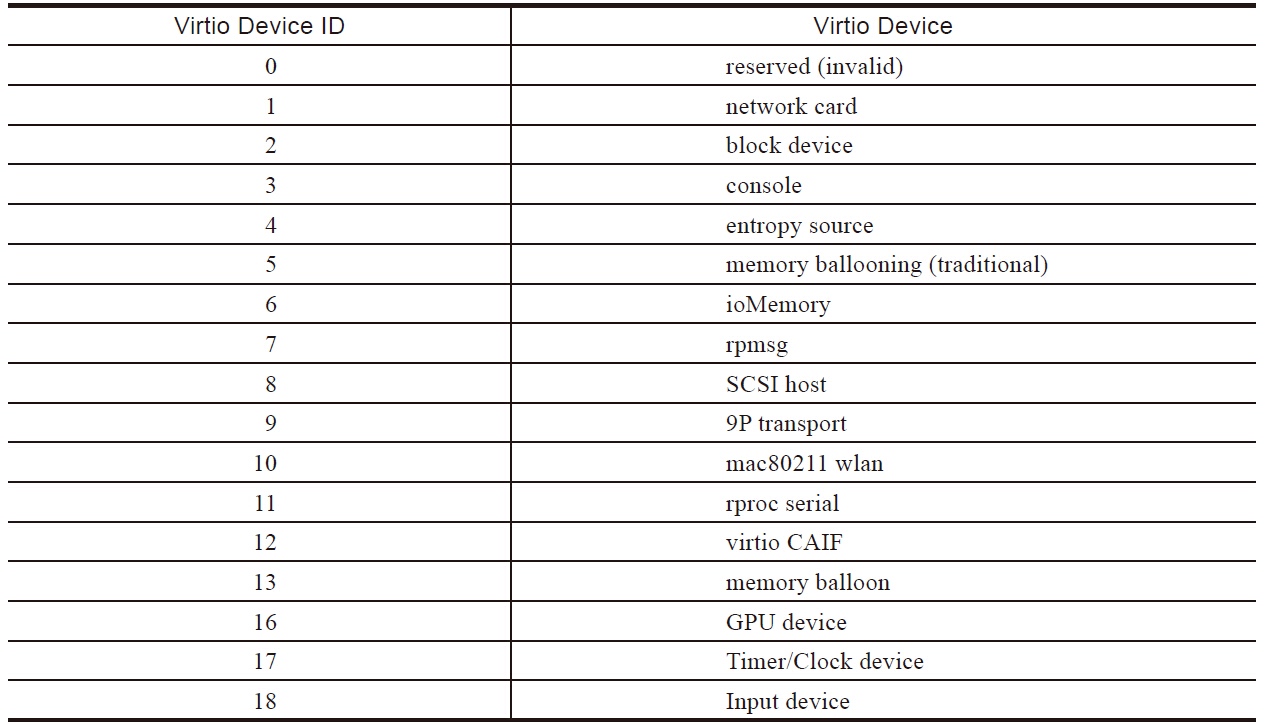 Virtio Device ID Virtio Device
0 reserved (invalid)
1 network card
2 block device
3 console
4 entropy source
5 memory ballooning (traditional)
6 ioMemory
7 rpmsg
8 SCSI host
9 9P transport
10 mac80211 wlan
11 rproc serial
12 virtio CAIF
13 memory balloon
16 GPU device
17 Timer/Clock device
18 Input device